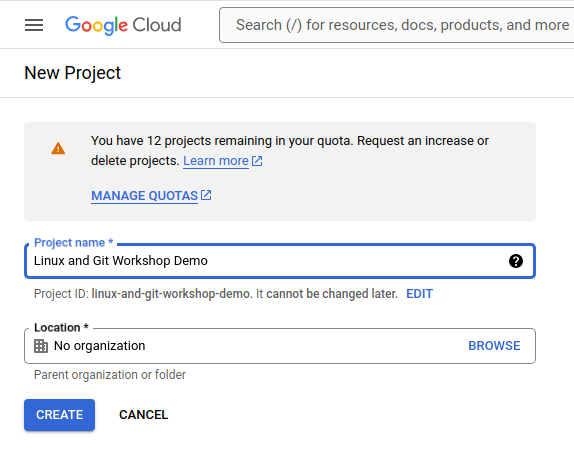 Google Cloud
Search (/) for resources, docs, products, and more
New Project
You have 12 projects remaining in your quota. Request an increase or
delete projects. Learn more
MANAGE QUOTAS
Project name *
Linux and Git Workshop Demo
?
Project ID: linux-and-git-workshop-demo. It cannot be changed later. EDIT
Location *
No organization BROWSE
Parent organization or folder
CREATE CANCEL